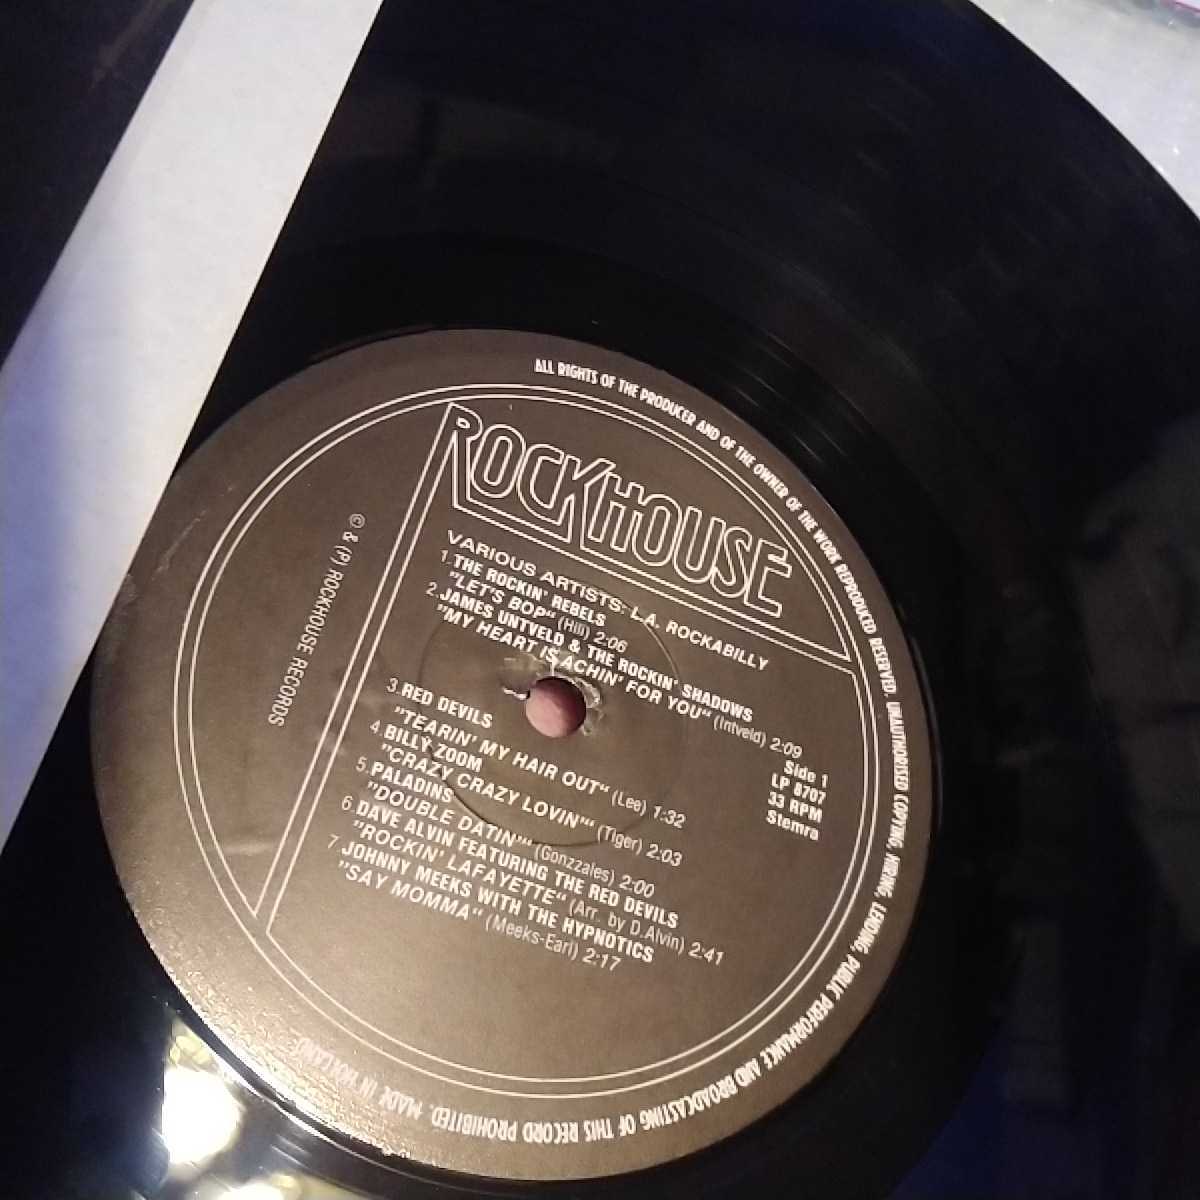 ROCKHOUSE
VARIOUS ARTISTS: L.A. ROCKABILLY
1. THE ROCKIN' REBELS
"LET'S BOP" (Hill) 2:06
2. JAMES UNTVELD & THE ROCKIN' SHADOWS
"MY HEART IS ACHIN' FOR YOU" (Intveld) 2:09
3. RED DEVILS
"TEARIN' MY HAIR OUT" (Lee) 1:32
4. BILLY ZOOM
"CRAZY CRAZY LOVIN'" (Tiger) 2:03
5. PALADINS
"DOUBLE DATIN'" (Gonzzales) 2:00
6. DAVE ALVIN FEATURING THE RED DEVILS
"ROCKIN' LAFAYETTE" (Arr. by D.Alvin) 2:41
7. JOHNNY MEEKS WITH THE HYPNOTICS
"SAY MOMMA" (Meeks-Earl) 2:17
Side 1
LP 8707
33 RPM
Stemra
© & (P) ROCKHOUSE RECORDS
ALL RIGHTS OF THE PRODUCER AND OF THE OWNER OF THE WORK REPRODUCED RESERVED. UNAUTHORISED COPYING, HIRING, LENDING, PUBLIC PERFORMANCE AND BROADCASTING OF THIS RECORD PROHIBITED. MADE IN HOLLAND